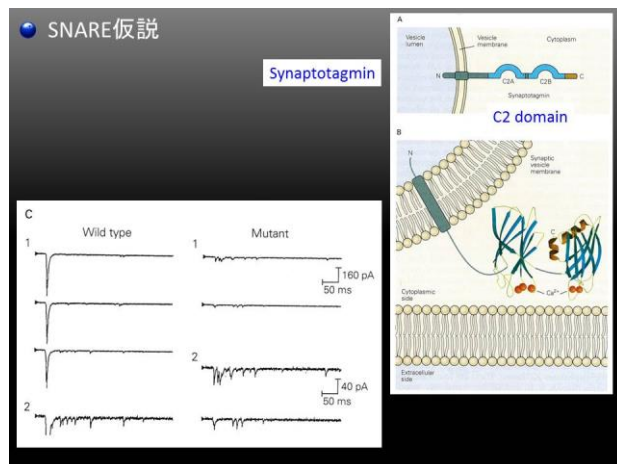 SNARE仮説
Synaptotagmin
A
Vesicle
lumen
Vesicle
membrane
Cytoplasm
N
C2A
C2B
C
Synaptotagmin
C2 domain
B
N
Synaptic
vesicle
membrane
C
Cytoplasmic
side
Ca2+
Extracellular
side
C
Wild type
Mutant
1
1
160 pA
50 ms
2
40 pA
50 ms
2